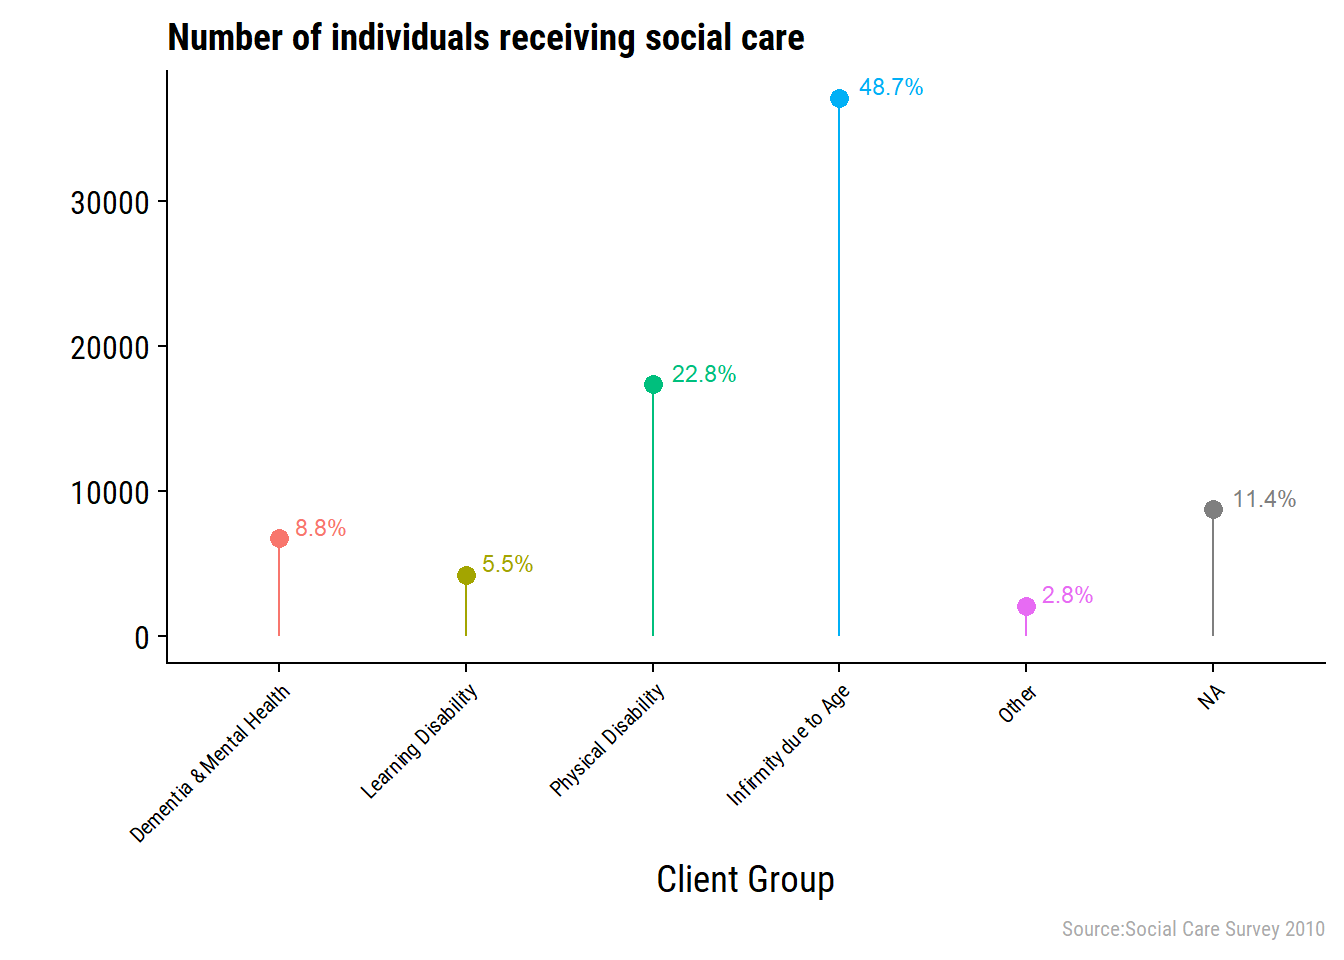 Number of individuals receiving social care
48.7%
30000
20000
22.8%
10000
11.4%
8.8%
5.5%
2.8%
0
Dementia & Mental Health
Learning Disability
Physical Disability
Infirmity due to Age
Other
NA
Client Group
Source:Social Care Survey 2010